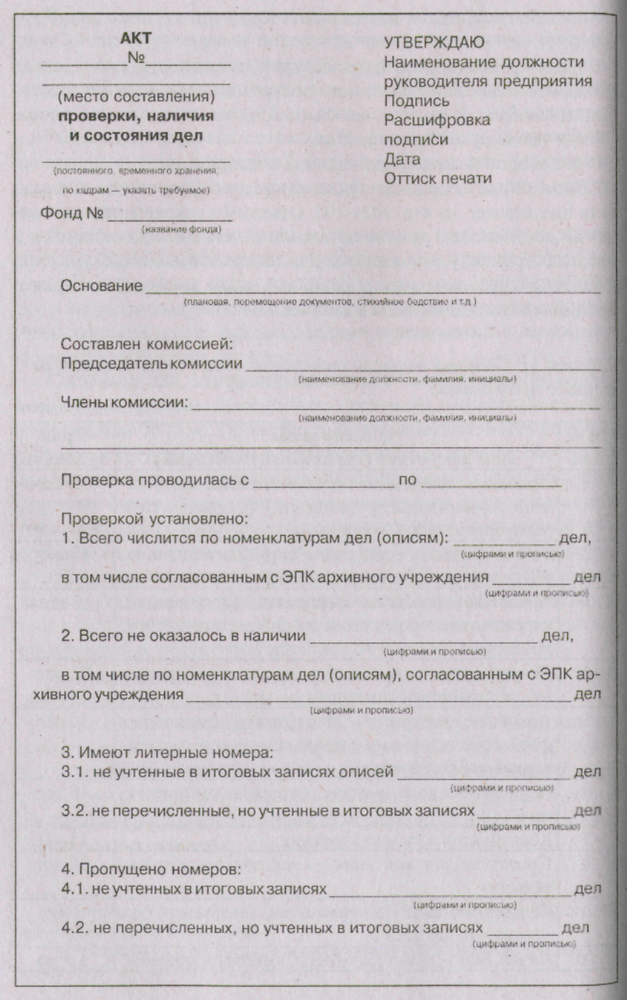 АКТ
№
(место составления)
проверки, наличия
и состояния дел
(постоянного, временного хранения,
по кадрам — указать требуемое)
Фонд №
(название фонда)
УТВЕРЖДАЮ
Наименование должности
руководителя предприятия
Подпись
Расшифровка
подписи
Дата
Оттиск печати
Основание
(плановая, перемещение документов, стихийное бедствие и т.д.)
Составлен комиссией:
Председатель комиссии
(наименование должности, фамилия, инициалы)
Члены комиссии:
(наименование должности, фамилия, инициалы)
Проверка проводилась с по
Проверкой установлено:
1. Всего числится по номенклатурам дел (описям): дел,
(цифрами и прописью)
в том числе согласованным с ЭПК архивного учреждения дел
(цифрами и прописью)
2. Всего не оказалось в наличии дел,
(цифрами и прописью)
в том числе по номенклатурам дел (описям), согласованным с ЭПК ар-
хивного учреждения дел
(цифрами и прописью)
3. Имеют литерные номера:
3.1. не учтенные в итоговых записях описей дел
(цифрами и прописью)
3.2. не перечисленные, но учтенные в итоговых записях дел
(цифрами и прописью)
4. Пропущено номеров:
4.1. не учтенных в итоговых записях дел
(цифрами и прописью)
4.2. не перечисленных, но учтенных в итоговых записях дел
(цифрами и прописью)